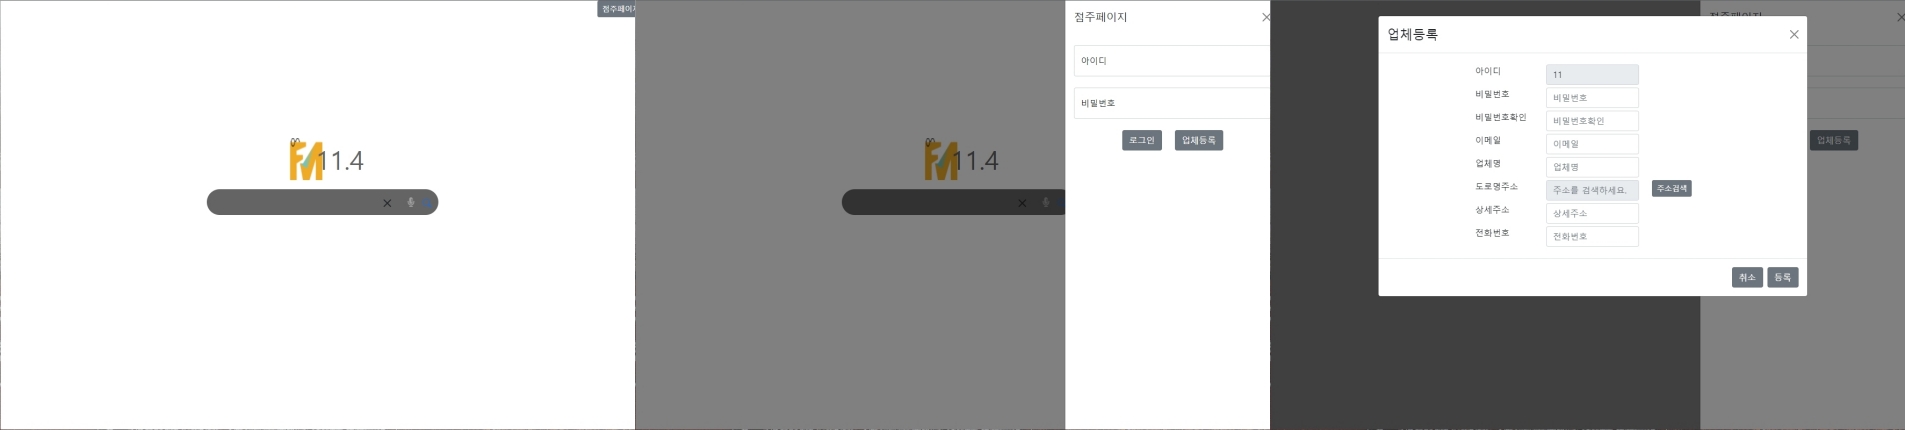 점주페이지
FM 11.4
11.4
점주페이지
아이디
비밀번호
로그인 업체등록
업체등록
아이디 11
비밀번호 비밀번호
비밀번호확인 비밀번호확인
이메일 이메일
업체명 업체명
도로명주소 주소를 검색하세요. 주소검색
상세주소 상세주소
전화번호 전화번호
취소 등록
업체등록